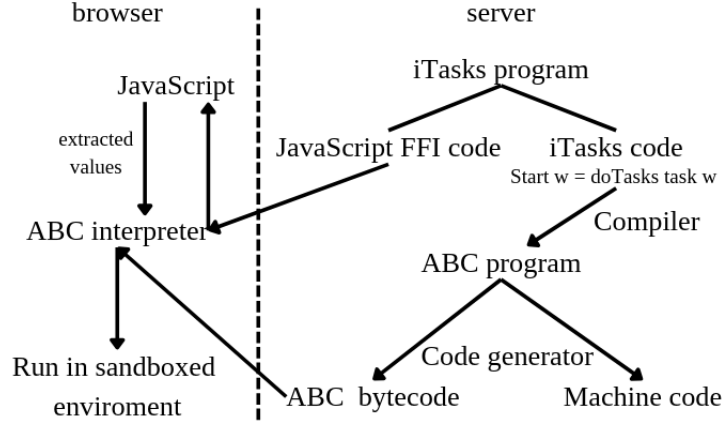 browser
server
iTasks program
JavaScript
extracted
values
JavaScript FFI code
iTasks code
Start w = doTasks task w
Compiler
ABC interpreter
ABC program
Code generator
Run in sandboxed
enviroment
ABC bytecode
Machine code